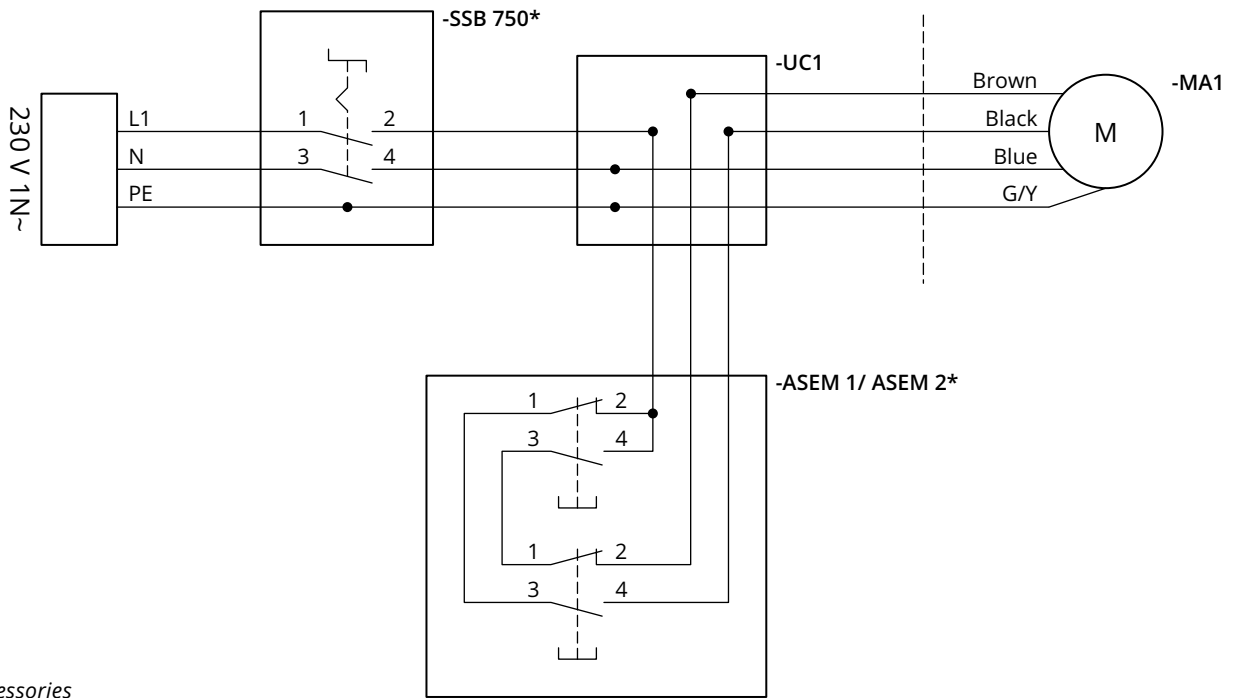 -SSB 750*
-UC1
-MA1
230 V 1N~
L1
N
PE
1
2
3
4
Brown
Black
Blue
G/Y
M
-ASEM 1/ ASEM 2*
1
2
3
4
1
2
3
4
essories